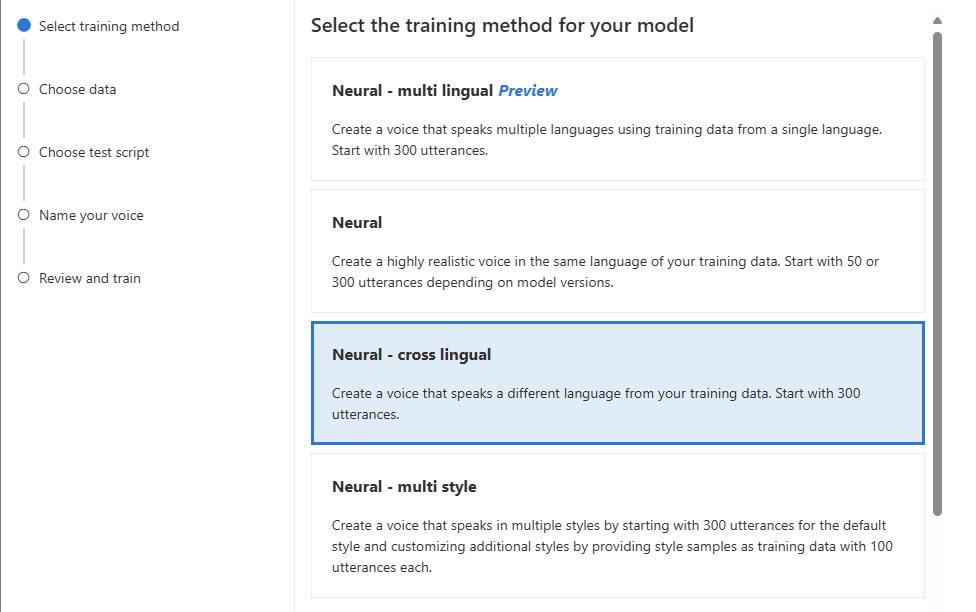 Select training method
Choose data
Choose test script
Name your voice
Review and train
Select the training method for your model
Neural - multi lingual Preview
Create a voice that speaks multiple languages using training data from a single language.
Start with 300 utterances.
Neural
Create a highly realistic voice in the same language of your training data. Start with 50 or
300 utterances depending on model versions.
Neural - cross lingual
Create a voice that speaks a different language from your training data. Start with 300
utterances.
Neural - multi style
Create a voice that speaks in multiple styles by starting with 300 utterances for the default
style and customizing additional styles by providing style samples as training data with 100
utterances each.